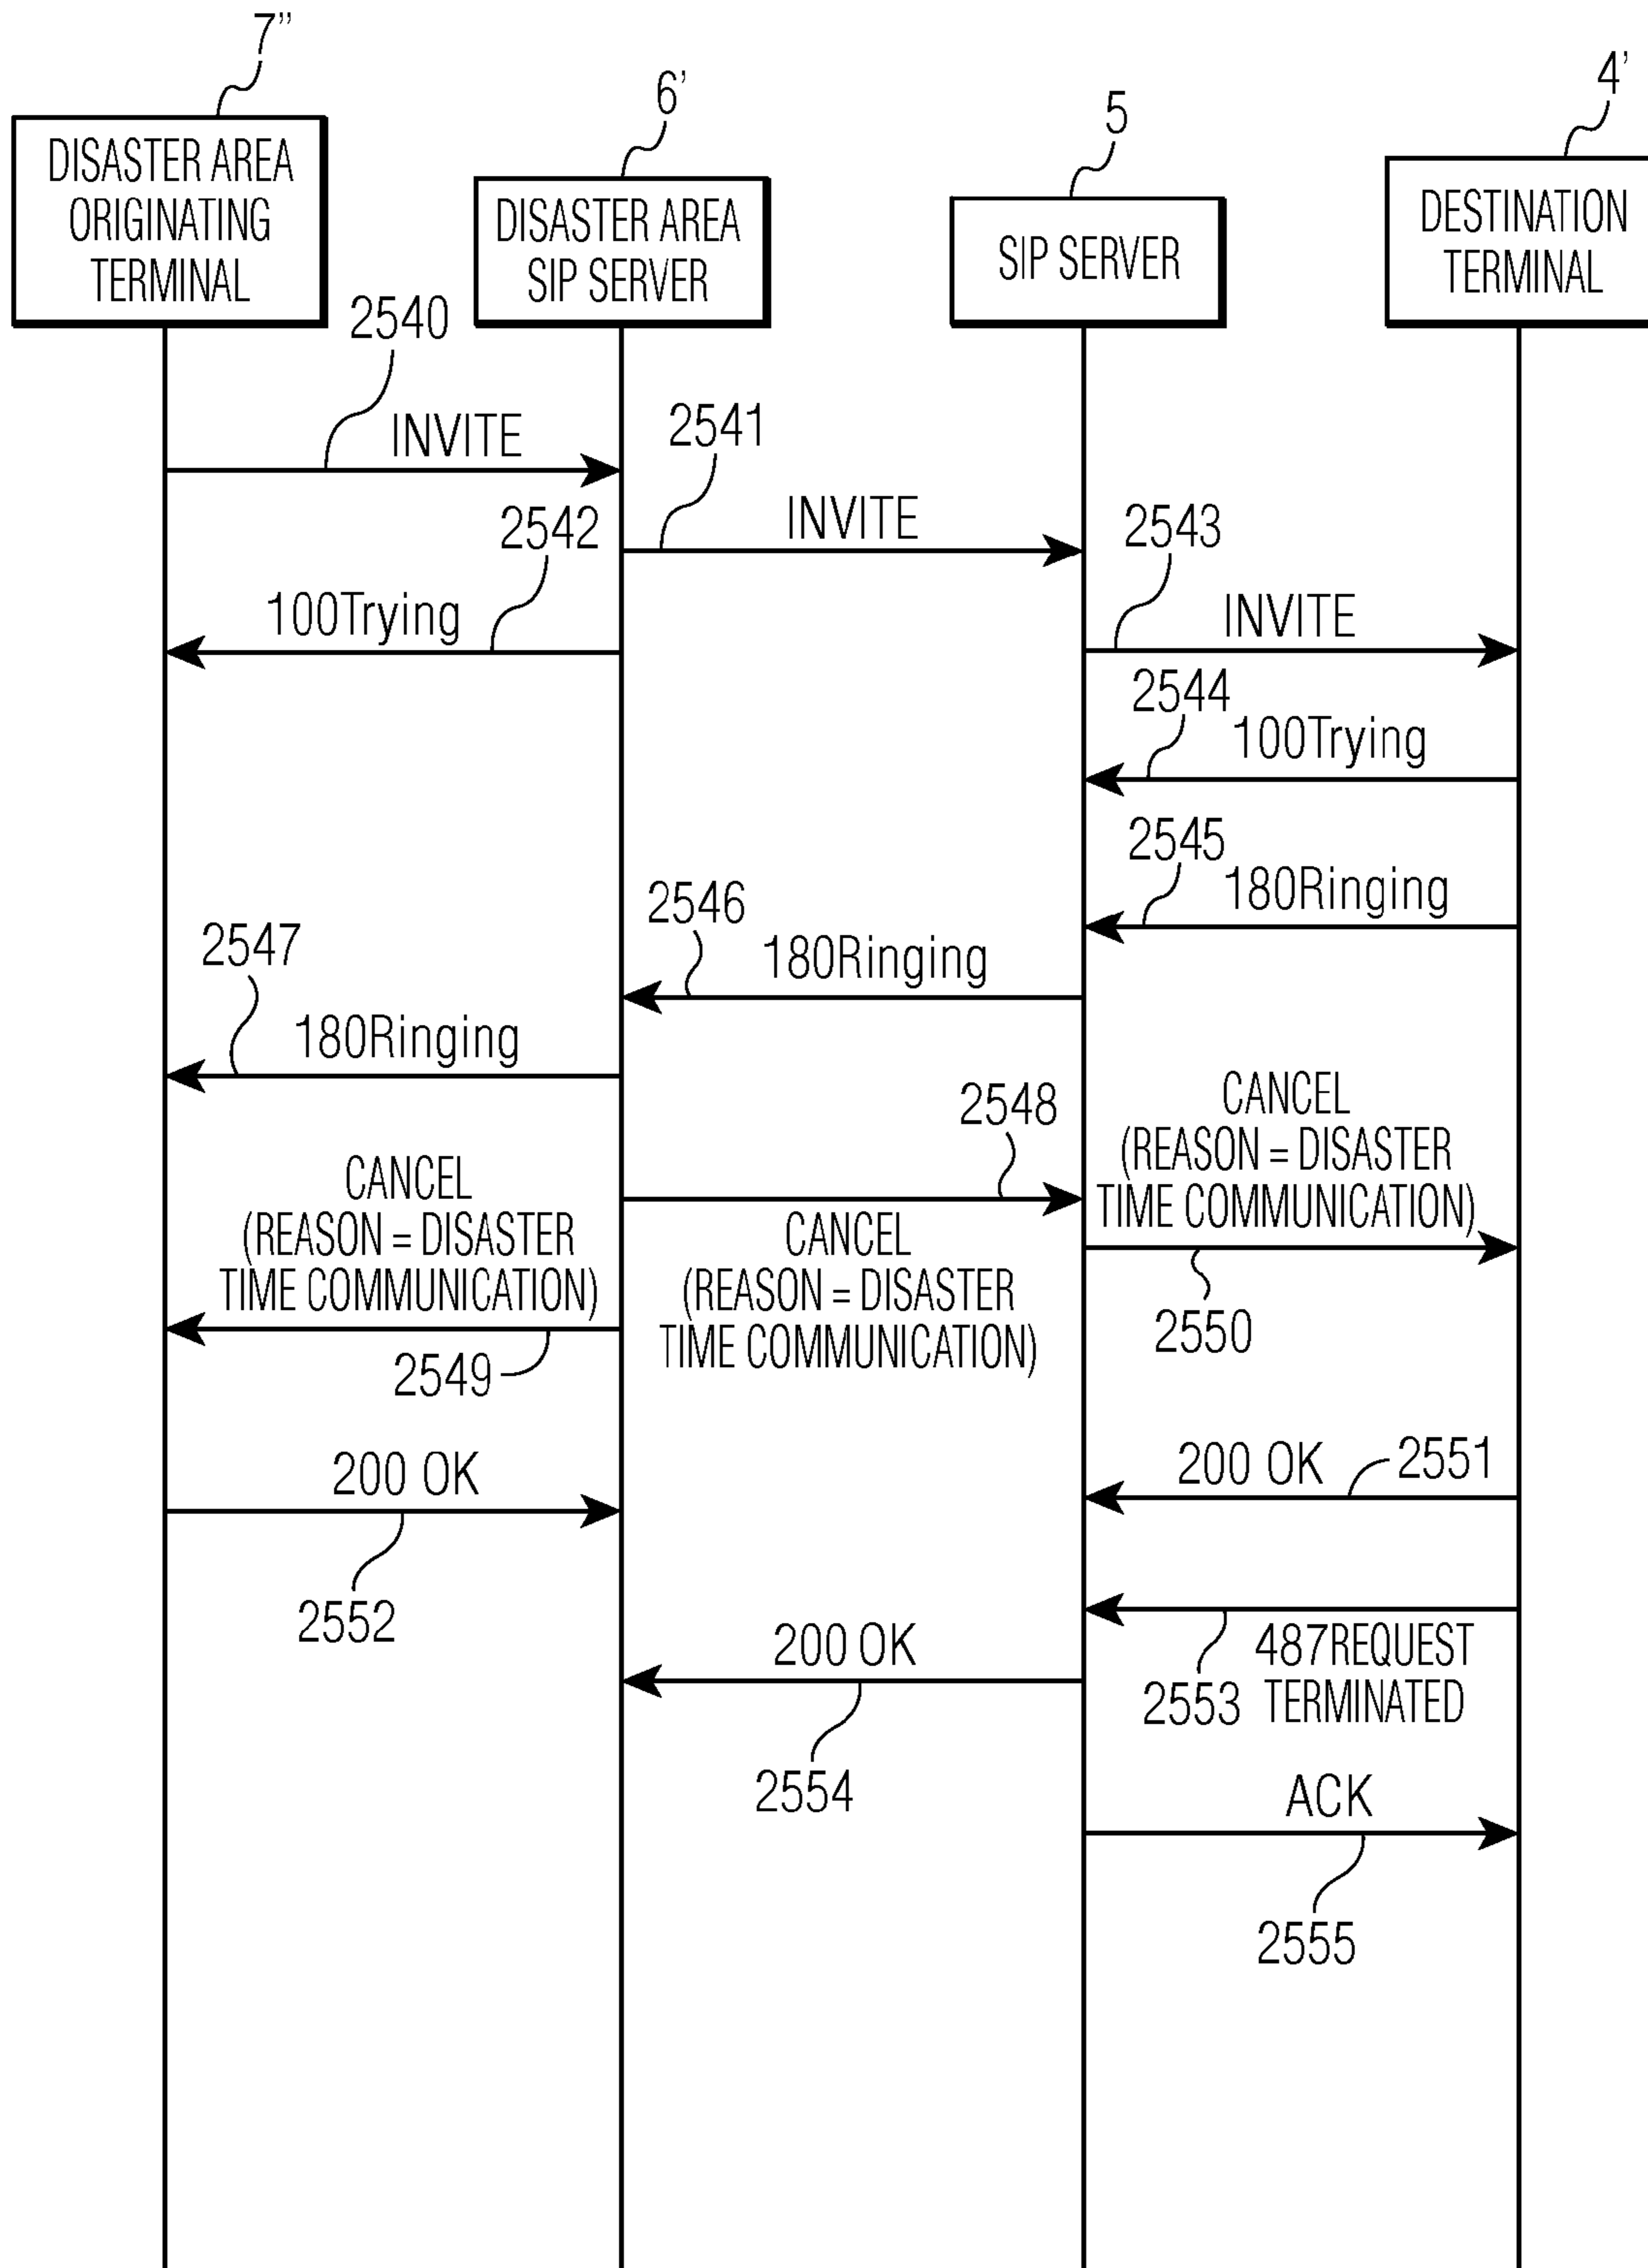 7”
6’
5
4’
DISASTER AREA
ORIGINATING
TERMINAL
DISASTER AREA
SIP SERVER
SIP SERVER
DESTINATION
TERMINAL
2540
INVITE
2541
INVITE
2542
100Trying
2543
INVITE
2544
100Trying
2545
180Ringing
2546
180Ringing
2547
180Ringing
2548
CANCEL
(REASON = DISASTER
TIME COMMUNICATION)
2549
CANCEL
(REASON = DISASTER
TIME COMMUNICATION)
CANCEL
(REASON = DISASTER
TIME COMMUNICATION)
2550
200 OK
2551
200 OK
2552
2553
487REQUEST
TERMINATED
200 OK
2554
ACK
2555